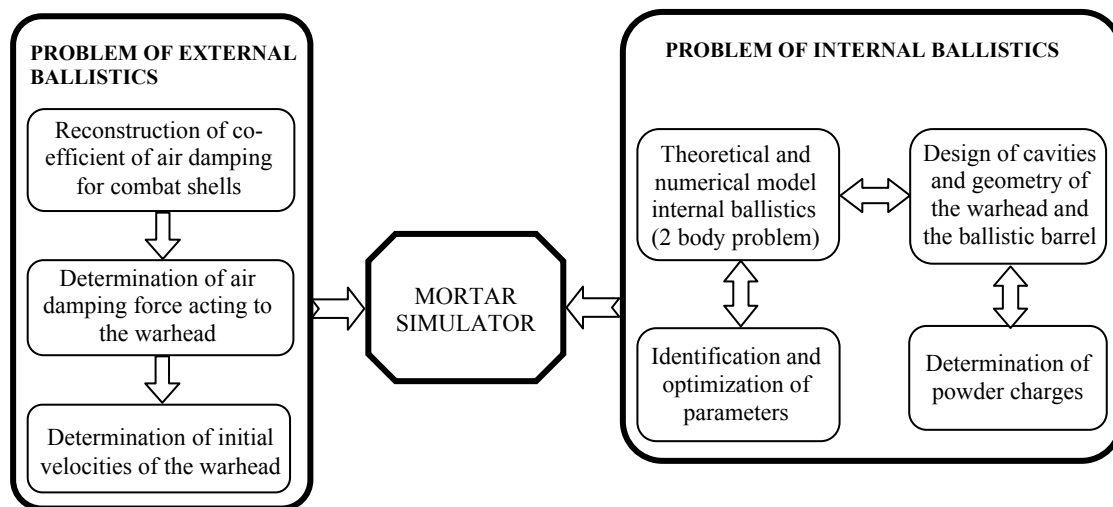 PROBLEM OF EXTERNAL
BALLISTICS
Reconstruction of co-
efficient of air damping
for combat shells
Determination of air
damping force acting to
the warhead
Determination of initial
velocities of the warhead
MORTAR
SIMULATOR
PROBLEM OF INTERNAL BALLISTICS
Theoretical and
numerical model
internal ballistics
(2 body problem)
Design of cavities
and geometry of
the warhead and
the ballistic barrel
Identification and
optimization of
parameters
Determination of
powder charges